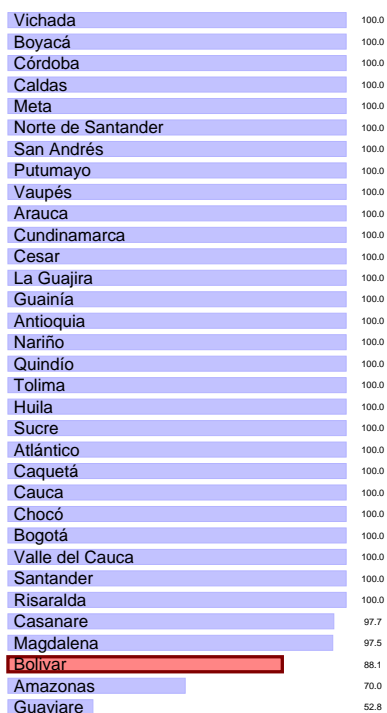 Vichada 100.0
Boyacá 100.0
Córdoba 100.0
Caldas 100.0
Meta 100.0
Norte de Santander 100.0
San Andrés 100.0
Putumayo 100.0
Vaupés 100.0
Arauca 100.0
Cundinamarca 100.0
Cesar 100.0
La Guajira 100.0
Guainía 100.0
Antioquia 100.0
Nariño 100.0
Quindío 100.0
Tolima 100.0
Huila 100.0
Sucre 100.0
Atlántico 100.0
Caquetá 100.0
Cauca 100.0
Chocó 100.0
Bogotá 100.0
Valle del Cauca 100.0
Santander 100.0
Risaralda 100.0
Casanare 97.7
Magdalena 97.5
Bolivar 88.1
Amazonas 70.0
Guaviare 52.8